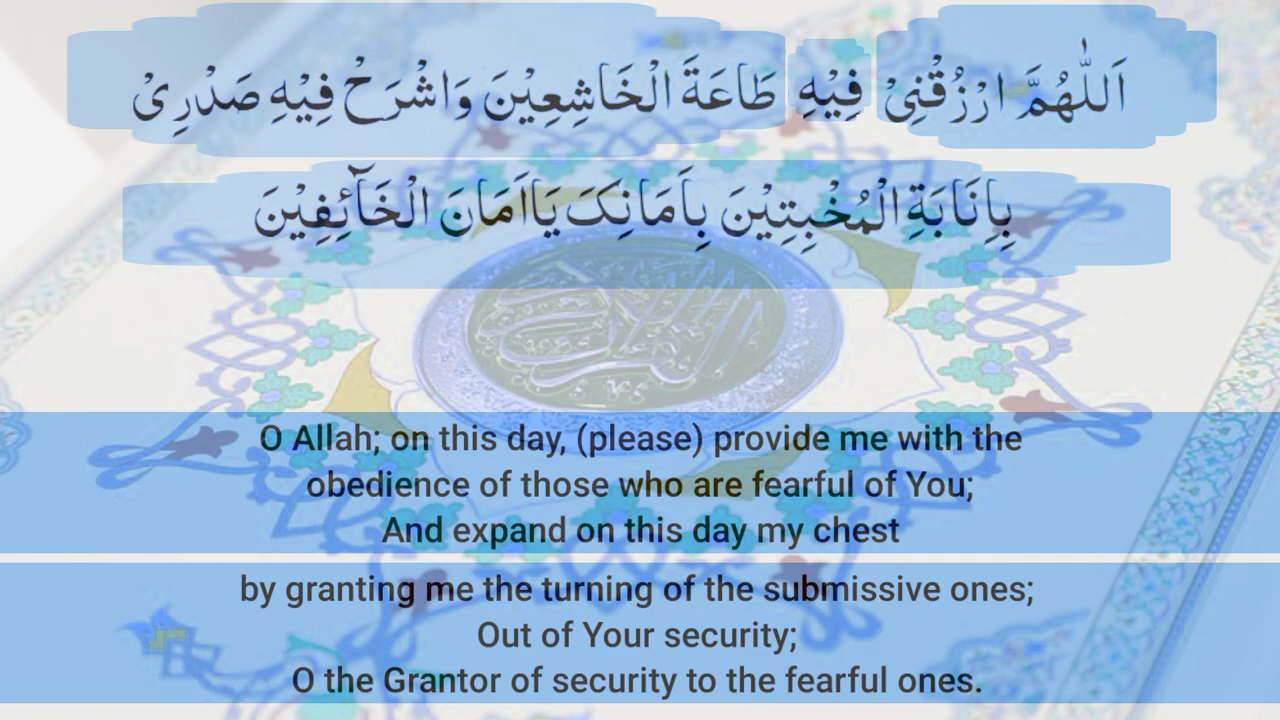 اَللّٰهُمَّ ارْزُقْنِیْ فِیْهِ طَاعَةَ الْخَاشِعِیْنَ وَاشْرَحْ فِیْهِ صَدْرِیْ
بِاِنَابَةِ الْمُخْبِتِیْنَ بِاَمَانِکَ یَااَمَانَ الْخَآئِفِیْنَ
O Allah; on this day, (please) provide me with the
obedience of those who are fearful of You;
And expand on this day my chest
by granting me the turning of the submissive ones;
Out of Your security;
O the Grantor of security to the fearful ones.